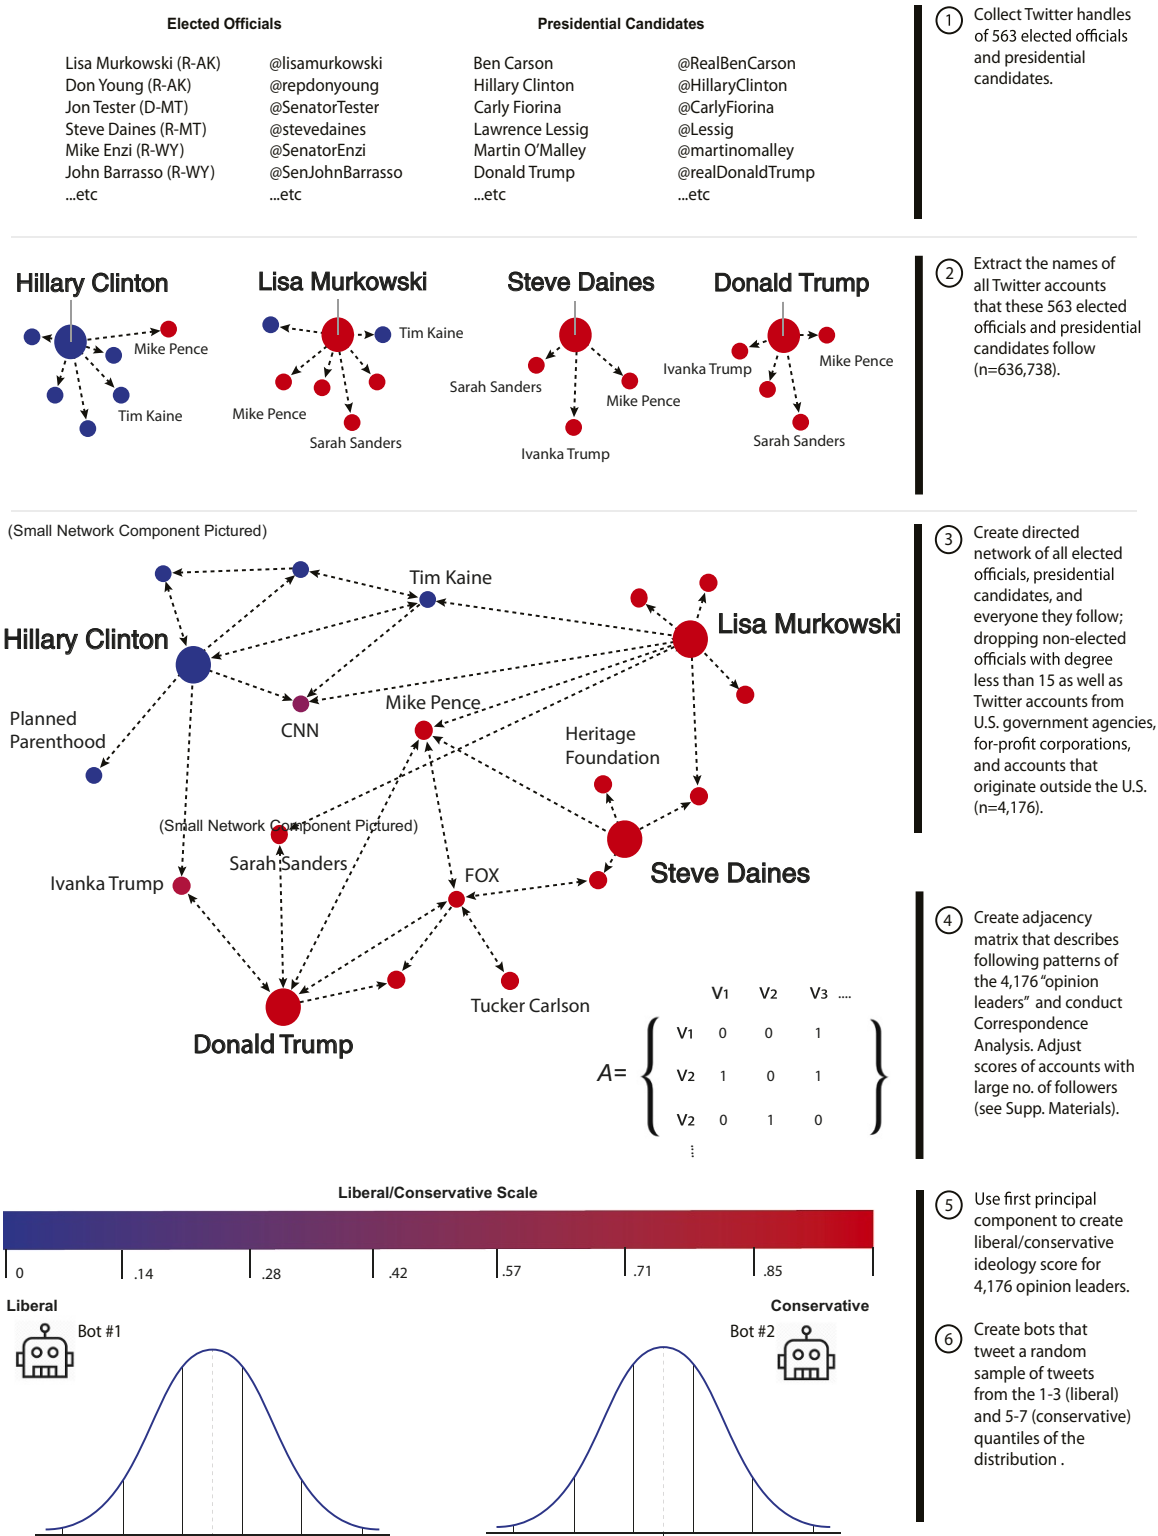 Elected Officials
Presidential Candidates
Lisa Murkowski (R-AK) @lisamurkowski
Don Young (R-AK) @repdonyoung
Jon Tester (D-MT) @SenatorTester
Steve Daines (R-MT) @stevedaines
Mike Enzi (R-WY) @SenatorEnzi
John Barrasso (R-WY) @SenJohnBarrasso
...etc ...etc
Ben Carson @RealBenCarson
Hillary Clinton @HillaryClinton
Carly Fiorina @CarlyFiorina
Lawrence Lessig @Lessig
Martin O’Malley @martinomalley
Donald Trump @realDonaldTrump
...etc ...etc
1
Collect Twitter handles
of 563 elected officials
and presidential
candidates.
Hillary Clinton
Mike Pence
Tim Kaine
Lisa Murkowski
Tim Kaine
Mike Pence
Sarah Sanders
Steve Daines
Sarah Sanders
Mike Pence
Ivanka Trump
Donald Trump
Ivanka Trump
Mike Pence
Sarah Sanders
2
Extract the names of
all Twitter accounts
that these 563 elected
officials and presidential
candidates follow
(n=636,738).
(Small Network Component Pictured)
Tim Kaine
Hillary Clinton
Lisa Murkowski
Planned
Parenthood
CNN
Mike Pence
Heritage
Foundation
(Small Network Component Pictured)
Sarah Sanders
Ivanka Trump
FOX
Steve Daines
Tucker Carlson
Donald Trump
3
Create directed
network of all elected
officials, presidential
candidates, and
everyone they follow;
dropping non-elected
officials with degree
less than 15 as well as
Twitter accounts from
U.S. government agencies,
for-profit corporations,
and accounts that
originate outside the U.S.
(n=4,176).
V1 V2 V3 ....
V1 0 0 1
A= V2 1 0 1
V2 0 1 0
4
Create adjacency
matrix that describes
following patterns of
the 4,176 “opinion
leaders” and conduct
Correspondence
Analysis. Adjust
scores of accounts with
large no. of followers
(see Supp. Materials).
Liberal/Conservative Scale
0 .14 .28 .42 .57 .71 .85
Liberal
Conservative
Bot #1
Bot #2
5
Use first principal
component to create
liberal/conservative
ideology score for
4,176 opinion leaders.
6
Create bots that
tweet a random
sample of tweets
from the 1-3 (liberal)
and 5-7 (conservative)
quantiles of the
distribution .